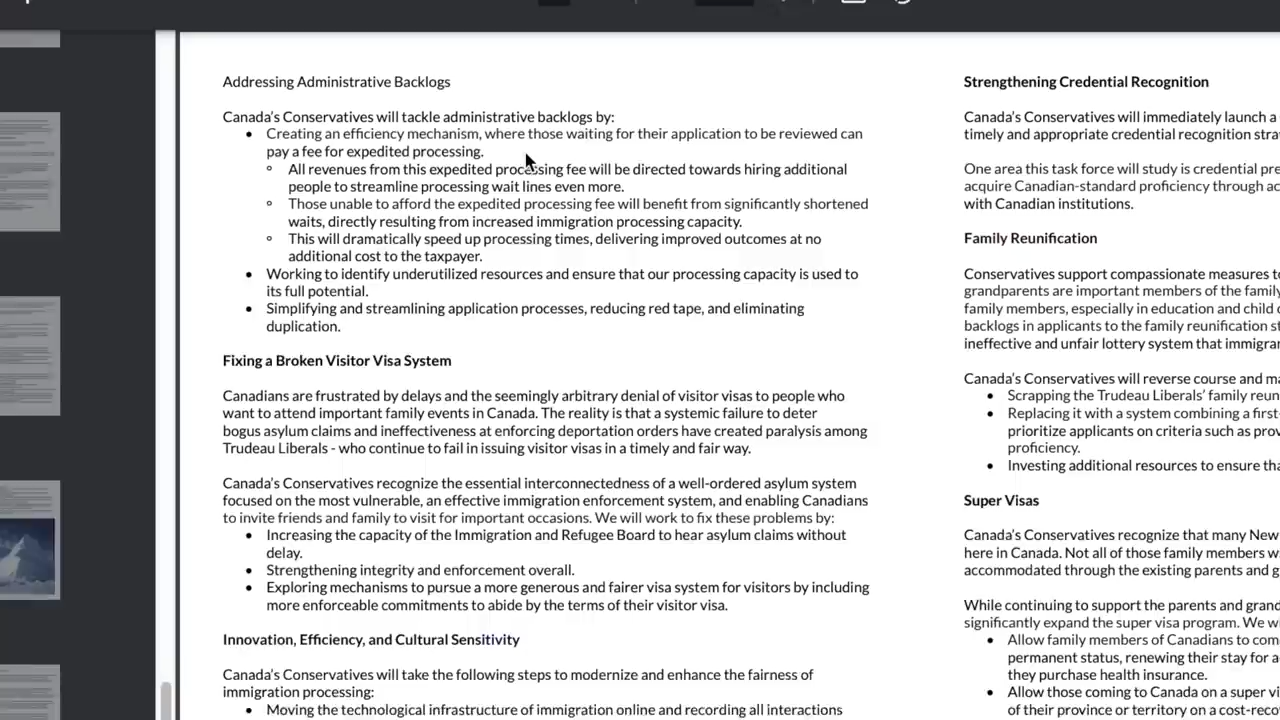 Addressing Administrative Backlogs
Canada's Conservatives will tackle administrative backlogs by:
• Creating an efficiency mechanism, where those waiting for their application to be reviewed can
pay a fee for expedited processing.
◦ All revenues from this expedited processing fee will be directed towards hiring additional
people to streamline processing wait lines even more.
◦ Those unable to afford the expedited processing fee will benefit from significantly shortened
waits, directly resulting from increased immigration processing capacity.
◦ This will dramatically speed up processing times, delivering improved outcomes at no
additional cost to the taxpayer.
• Working to identify underutilized resources and ensure that our processing capacity is used to
its full potential.
• Simplifying and streamlining application processes, reducing red tape, and eliminating
duplication.
Fixing a Broken Visitor Visa System
Canadians are frustrated by delays and the seemingly arbitrary denial of visitor visas to people who
want to attend important family events in Canada. The reality is that a systemic failure to deter
bogus asylum claims and ineffectiveness at enforcing deportation orders have created paralysis among
Trudeau Liberals - who continue to fail in issuing visitor visas in a timely and fair way.
Canada's Conservatives recognize the essential interconnectedness of a well-ordered asylum system
focused on the most vulnerable, an effective immigration enforcement system, and enabling Canadians
to invite friends and family to visit for important occasions. We will work to fix these problems by:
• Increasing the capacity of the Immigration and Refugee Board to hear asylum claims without
delay.
• Strengthening integrity and enforcement overall.
• Exploring mechanisms to pursue a more generous and fairer visa system for visitors by including
more enforceable commitments to abide by the terms of their visitor visa.
Innovation, Efficiency, and Cultural Sensitivity
Canada's Conservatives will take the following steps to modernize and enhance the fairness of
immigration processing:
• Moving the technological infrastructure of immigration online and recording all interactions
Strengthening Credential Recognition
Canada's Conservatives will immediately launch a
timely and appropriate credential recognition
One area this task force will study is credential
acquire Canadian-standard proficiency through
with Canadian institutions.
Family Reunification
Conservatives support compassionate measures
grandparents are important members of the family
family members, especially in education and child
backlogs in applicants to the family reunification
ineffective and unfair lottery system that
Canada's Conservatives will reverse course and
• Scrapping the Trudeau Liberals' family
• Replacing it with a system combining a
prioritize applicants on criteria such as
proficiency.
• Investing additional resources to ensure
Super Visas
Canada's Conservatives recognize that many New
here in Canada. Not all of those family members
accommodated through the existing parents and
While continuing to support the parents and
significantly expand the super visa program. We
• Allow family members of Canadians to
permanent status, renewing their stay for
they purchase health insurance.
• Allow those coming to Canada on a super
of their province or territory on a